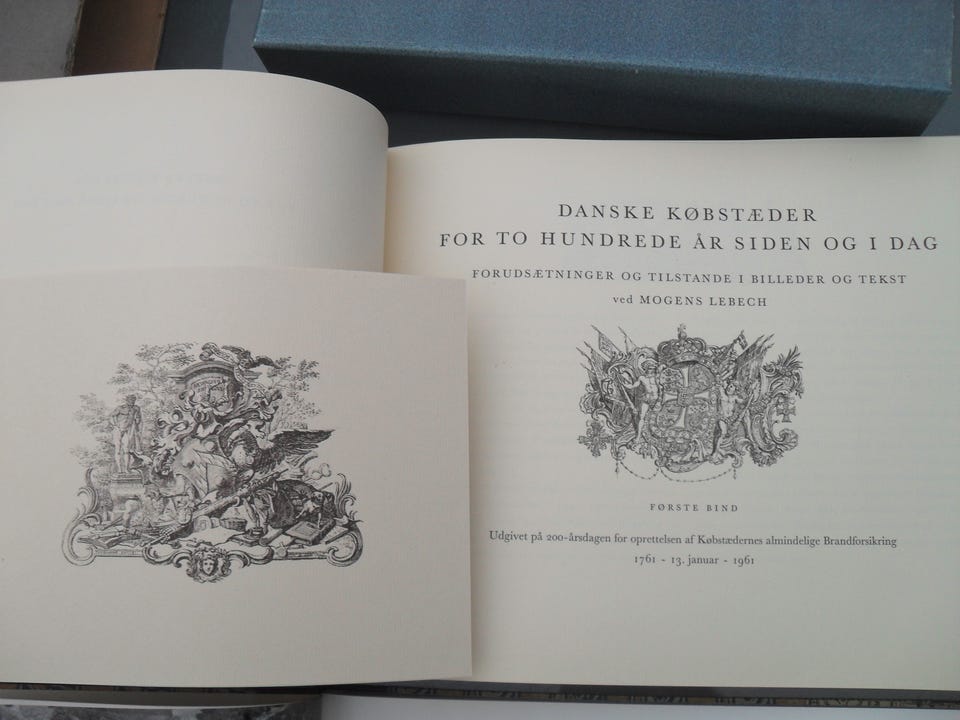 DANSKE KØBSTÆDER
FOR TO HUNDREDE ÅR SIDEN OG I DAG
FORUDSÆTNINGER OG TILSTANDE I BILLEDER OG TEKST
ved MOGENS LEBECH
FØRSTE BIND
Udgivet på 200-årsdagen for oprettelsen af Købstædernes almindelige Brandforsikring
1761 - 13. januar - 1961